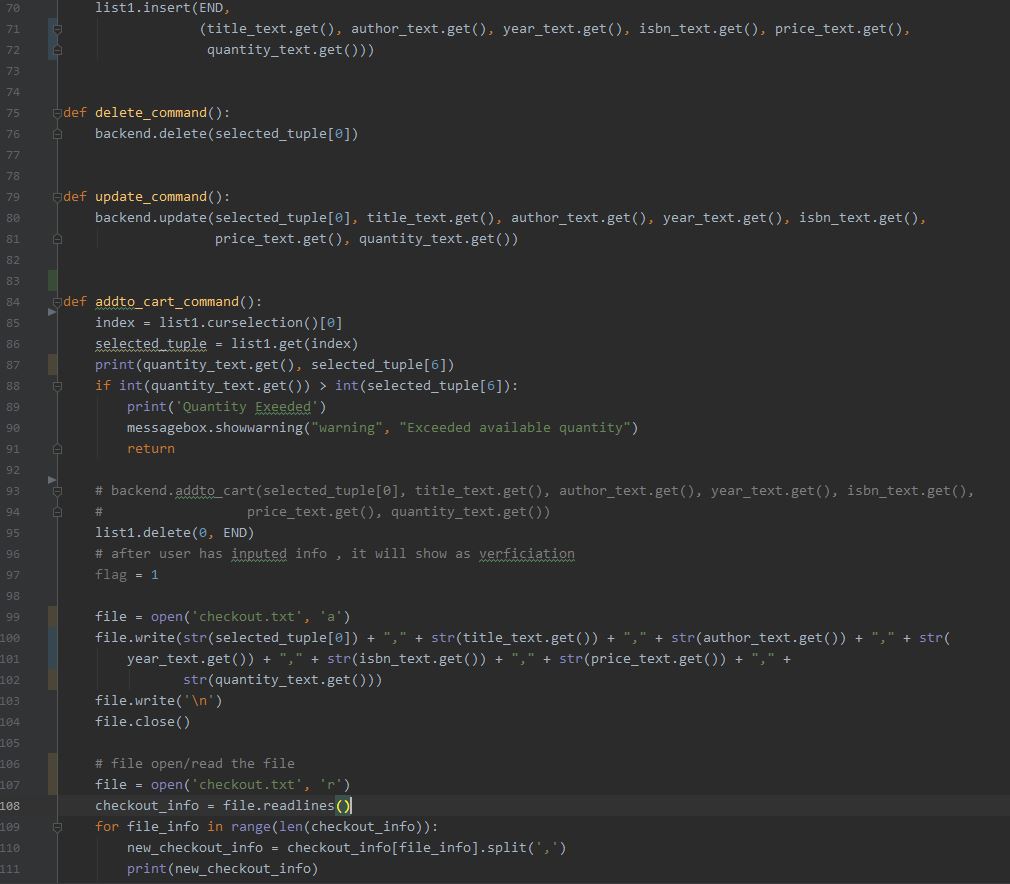 70 list1.insert(END,
71 (title_text.get(), author_text.get(), year_text.get(), isbn_text.get(), price_text.get(),
72 quantity_text.get()))
73
74
75 def delete_command():
76 backend.delete(selected_tuple[0])
77
78
79 def update_command():
80 backend.update(selected_tuple[0], title_text.get(), author_text.get(), year_text.get(), isbn_text.get(),
81 price_text.get(), quantity_text.get())
82
83
84 def addto_cart_command():
85 index = list1.curselection()[0]
86 selected_tuple = list1.get(index)
87 print(quantity_text.get(), selected_tuple[6])
88 if int(quantity_text.get()) > int(selected_tuple[6]):
89 print('Quantity Exeeded')
90 messagebox.showwarning("warning", "Exceeded available quantity")
91 return
92
93 # backend.addto_cart(selected_tuple[0], title_text.get(), author_text.get(), year_text.get(), isbn_text.get(),
94 # price_text.get(), quantity_text.get())
95 list1.delete(0, END)
96 # after user has inputed info , it will show as verficiation
97 flag = 1
98
99 file = open('checkout.txt', 'a')
100 file.write(str(selected_tuple[0]) + "," + str(title_text.get()) + "," + str(author_text.get()) + "," + str(
101 year_text.get()) + "," + str(isbn_text.get()) + "," + str(price_text.get()) + "," +
102 str(quantity_text.get()))
103 file.write('\n')
104 file.close()
105
106 # file open/read the file
107 file = open('checkout.txt', 'r')
108 checkout_info = file.readlines()
109 for file_info in range(len(checkout_info)):
110 new_checkout_info = checkout_info[file_info].split(',')
111 print(new_checkout_info)